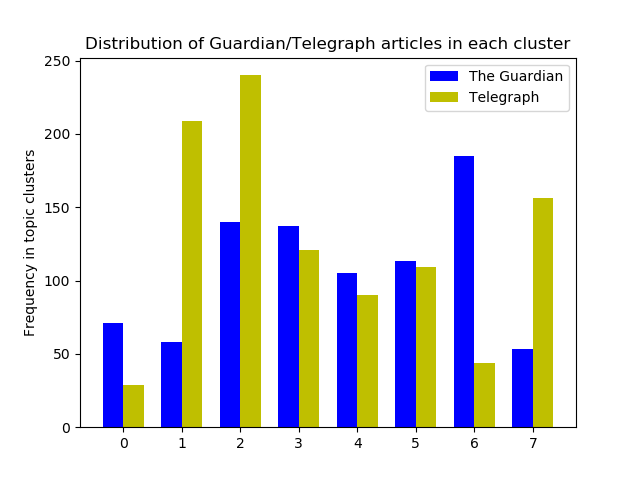 Distribution of Guardian/Telegraph articles in each cluster
The Guardian
Telegraph
Frequency in topic clusters
250
200
150
100
50
0
0 1 2 3 4 5 6 7